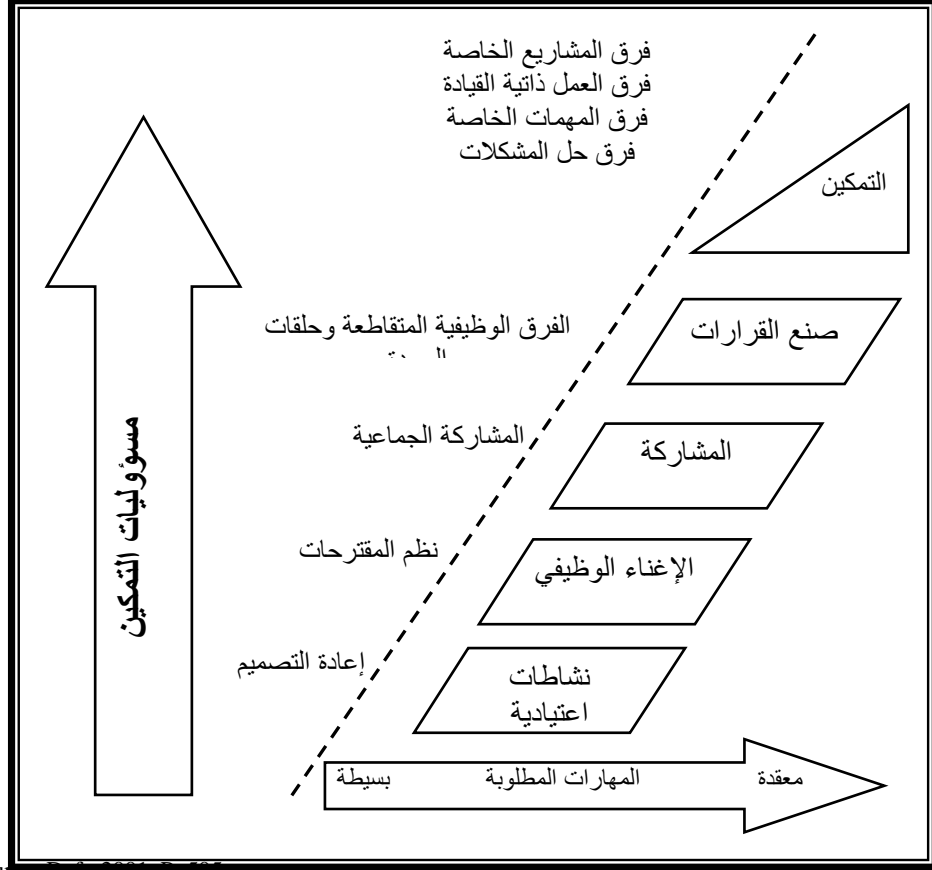 فرق المشاريع الخاصة
فرق العمل ذاتية القيادة
فرق المهمات الخاصة
فرق حل المشكلات
التمكين
الفرق الوظيفية المتقاطعة وحلقات
صنع القرارات
المشاركة الجماعية
المشاركة
مسؤوليات التمكين
نظم المقترحات
الإغناء الوظيفي
إعادة التصميم
نشاطات
اعتيادية
بسيطة
المهارات المطلوبة
معقدة